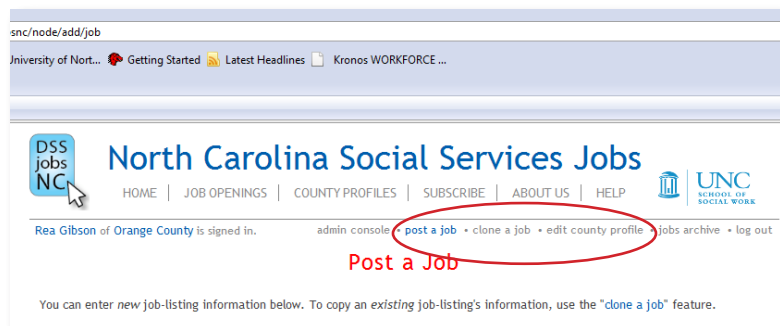 snc/node/add/job
University of Nort... Getting Started Latest Headlines Kronos WORKFORCE ...
DSS
jobs
NC
North Carolina Social Services Jobs
HOME | JOB OPENINGS | COUNTY PROFILES | SUBSCRIBE | ABOUT US | HELP
UNC
SCHOOL OF
SOCIAL WORK
Rea Gibson of Orange County is signed in.
admin console • post a job • clone a job • edit county profile • jobs archive • log out
Post a Job
You can enter new job-listing information below. To copy an existing job-listing's information, use the "clone a job" feature.